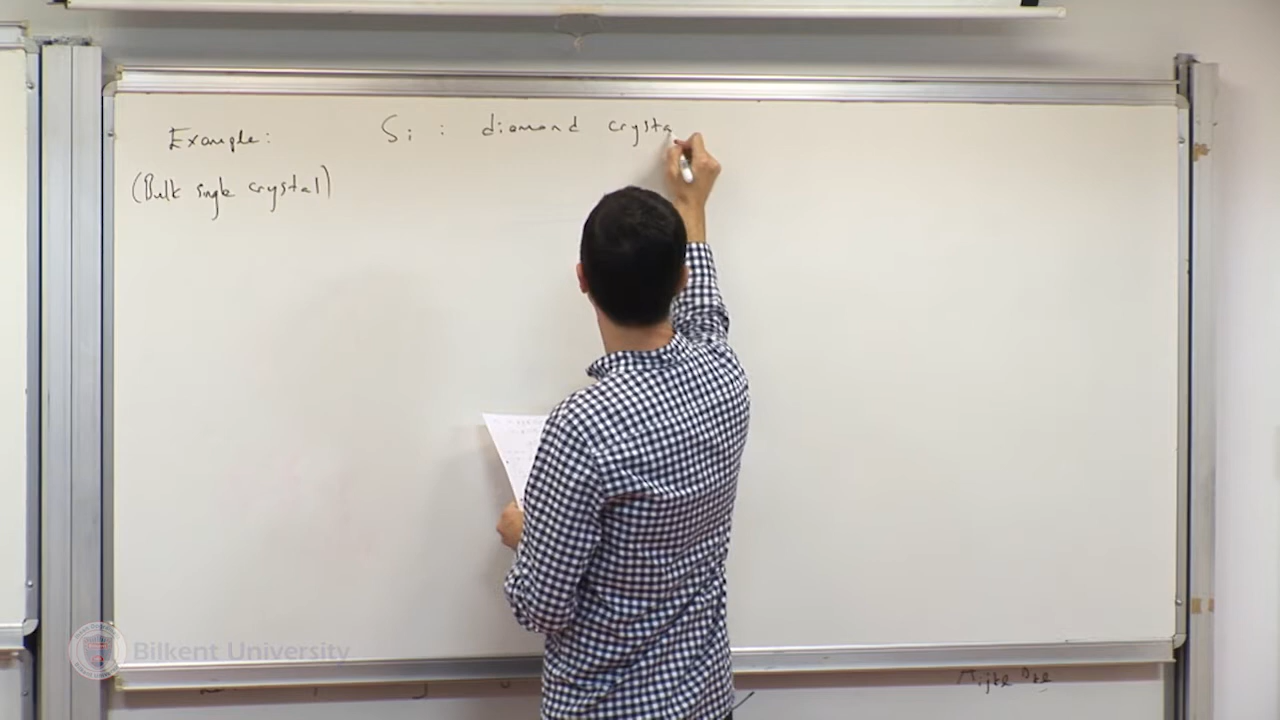 Example: Si : diamond crysta
(Bulk single crystal)
Bilkent University